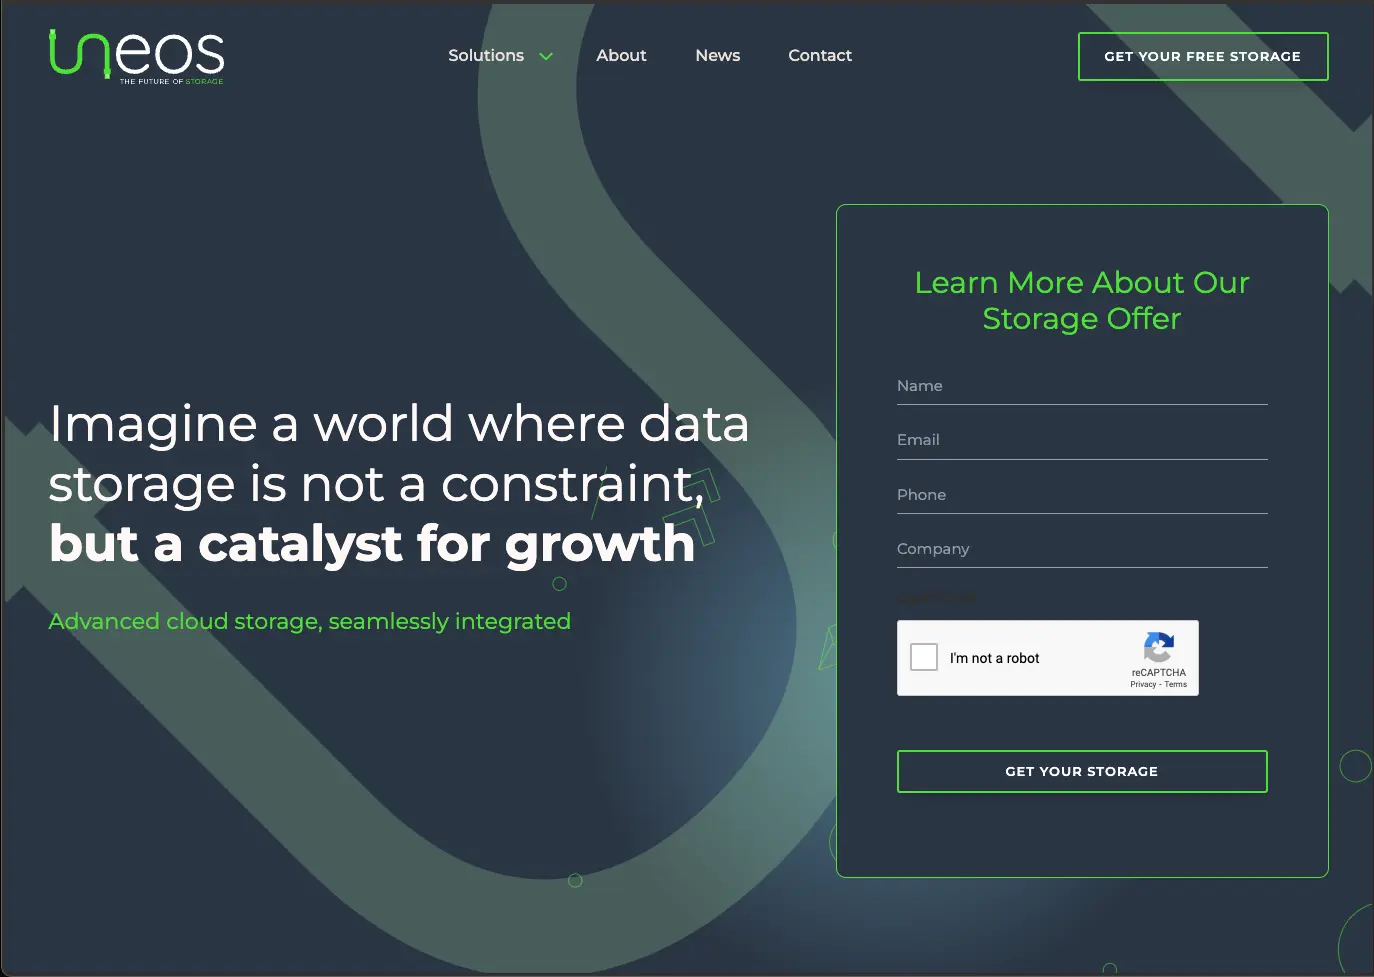 uneos
THE FUTURE OF STORAGE
Solutions
About
News
Contact
GET YOUR FREE STORAGE
Imagine a world where data
storage is not a constraint,
but a catalyst for growth
Advanced cloud storage, seamlessly integrated
Learn More About Our
Storage Offer
Name
Email
Phone
Company
I'm not a robot
reCAPTCHA
Privacy - Terms
GET YOUR STORAGE